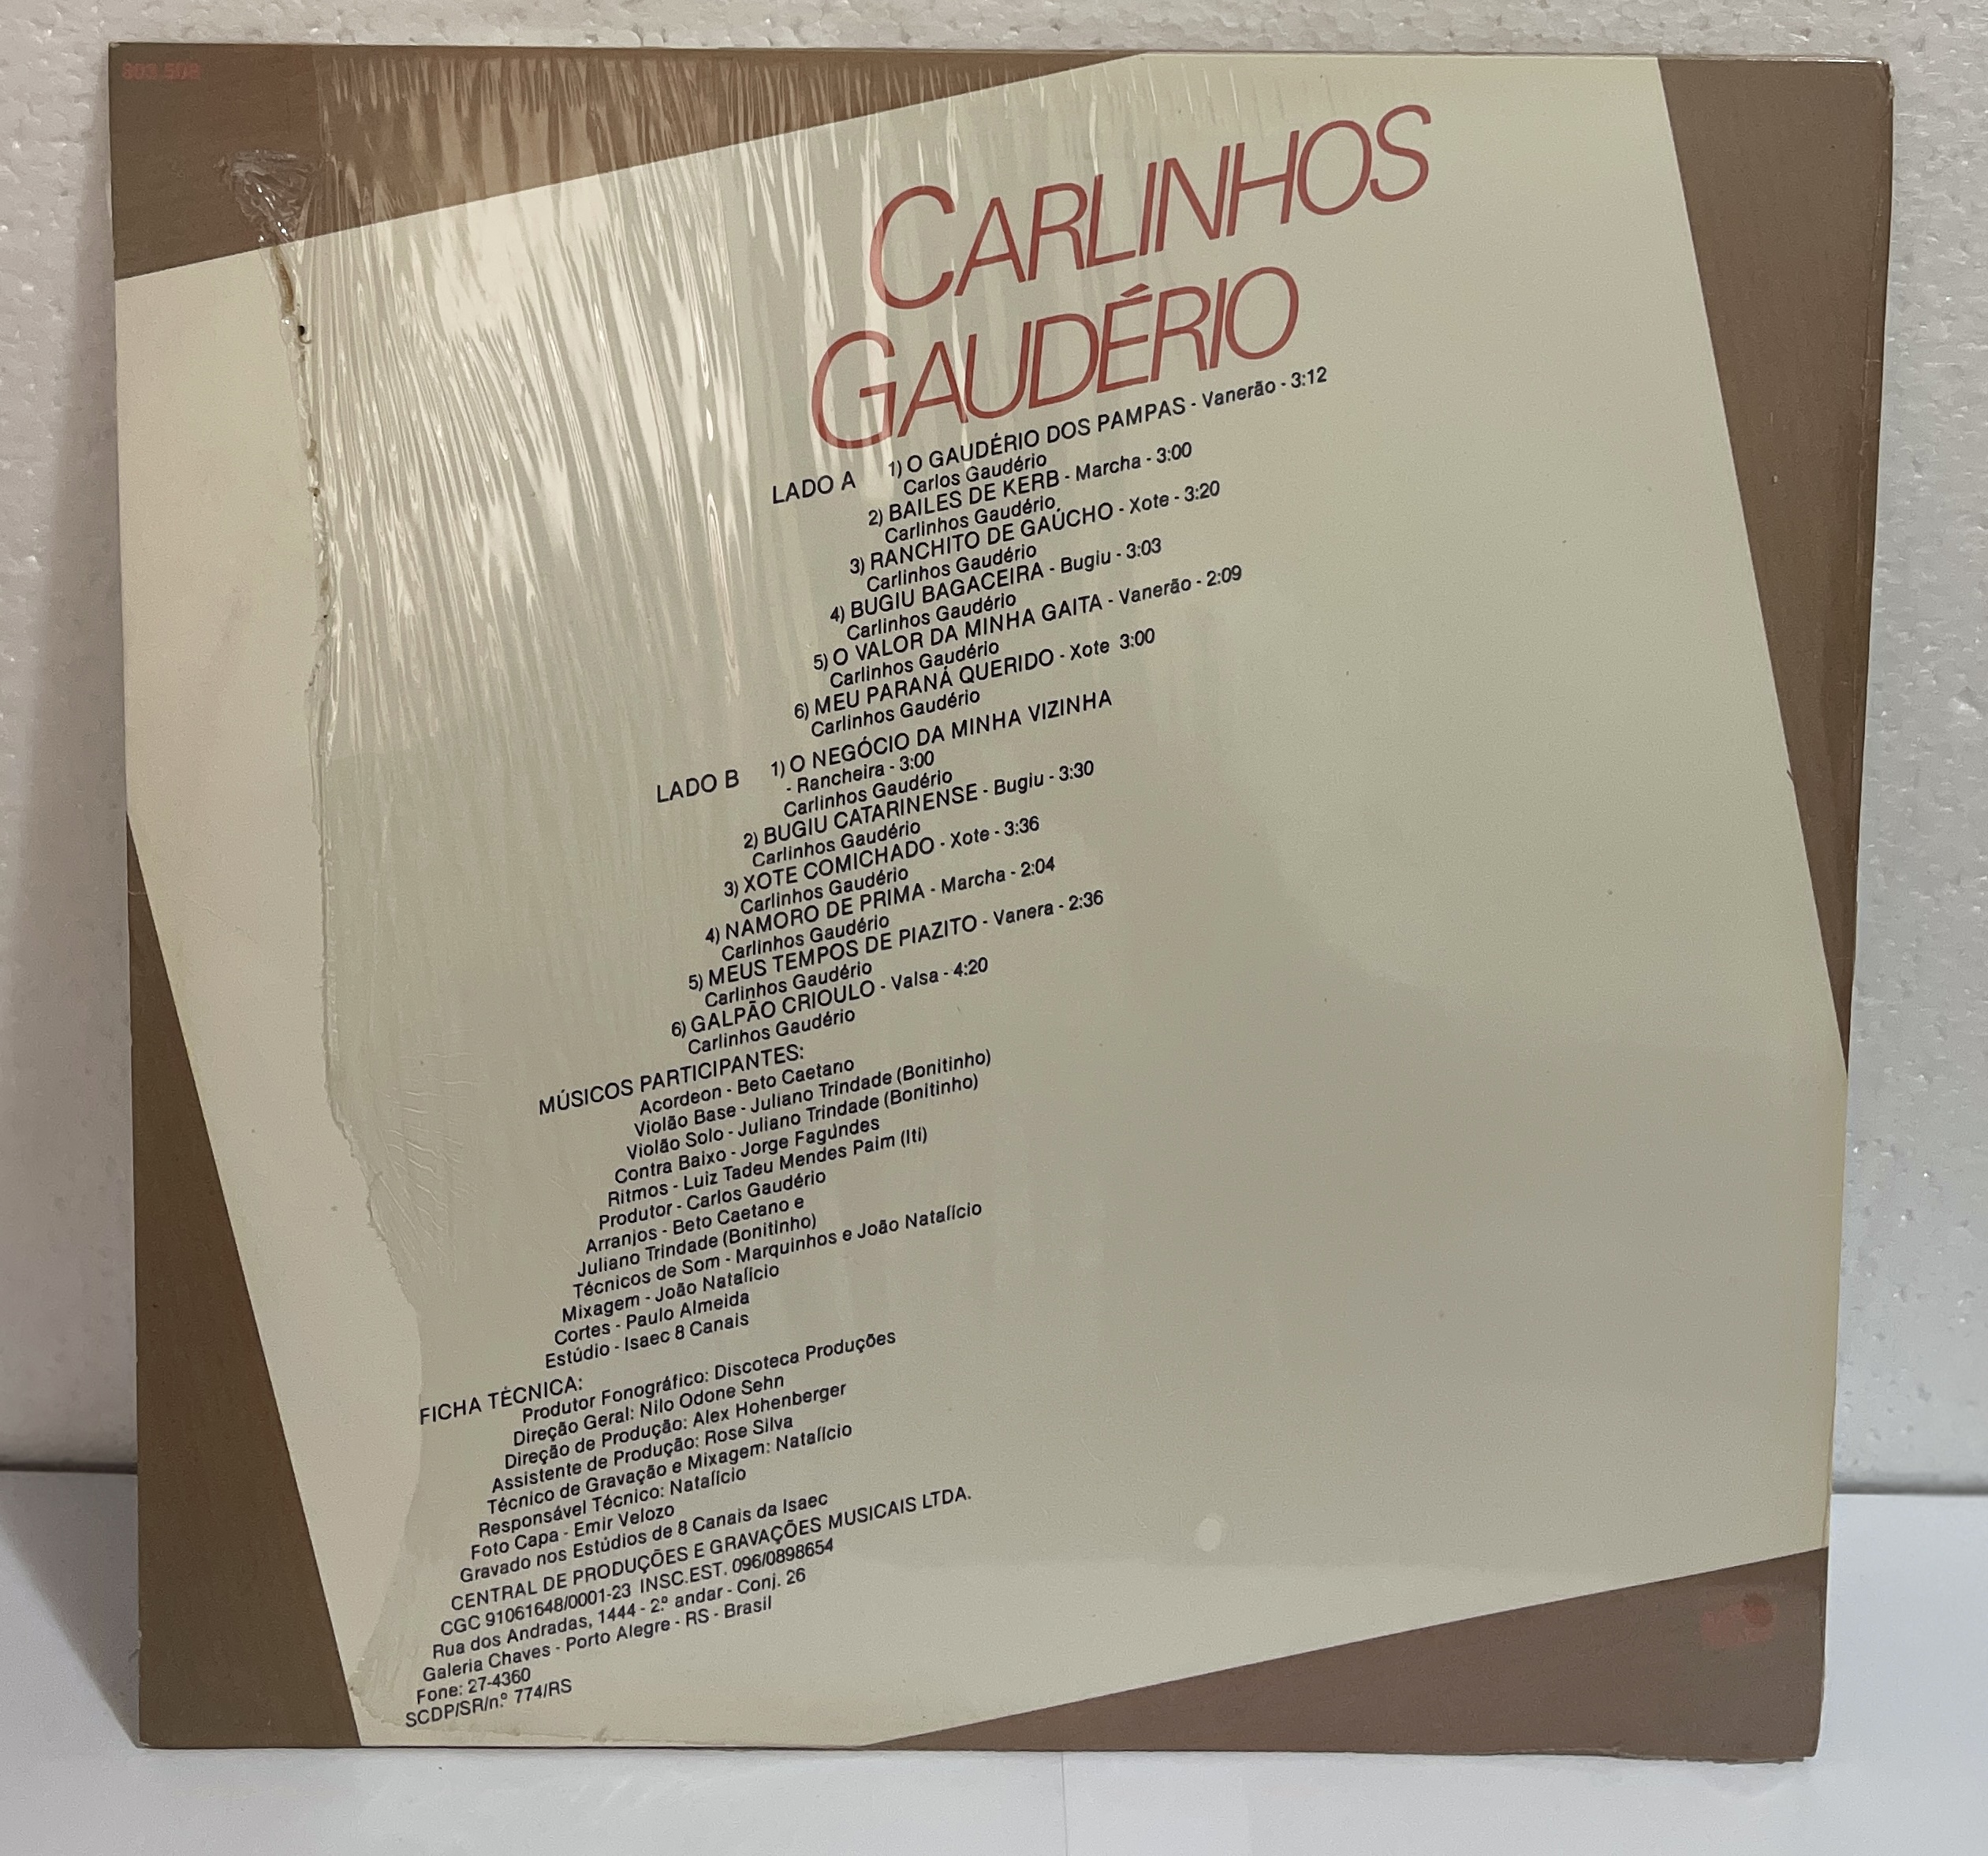 803.508
CARLINHOS
GAUDÉRIO
LADO A 1) O GAUDÉRIO DOS PAMPAS - Vanerão - 3:12
Carlos Gaudério
2) BAILES DE KERB - Marcha - 3:00
Carlinhos Gaudério
3) RANCHITO DE GAÚCHO - Xote - 3:20
Carlinhos Gaudério
4) BUGIU BAGACEIRA - Bugiu - 3:03
Carlinhos Gaudério
5) O VALOR DA MINHA GAITA - Vanerão - 2:09
Carlinhos Gaudério
6) MEU PARANÁ QUERIDO - Xote 3:00
Carlinhos Gaudério
LADO B 1) O NEGÓCIO DA MINHA VIZINHA
- Rancheira - 3:00
Carlinhos Gaudério
2) BUGIU CATARINENSE - Bugiu - 3:30
Carlinhos Gaudério
3) XOTE COMICHADO - Xote - 3:36
Carlinhos Gaudério
4) NAMORO DE PRIMA - Marcha - 2:04
Carlinhos Gaudério
5) MEUS TEMPOS DE PIAZITO - Vanera - 2:36
Carlinhos Gaudério
6) GALPÃO CRIOULO - Valsa - 4:20
Carlinhos Gaudério
MÚSICOS PARTICIPANTES:
Acordeon - Beto Caetano
Violão Base - Juliano Trindade (Bonitinho)
Violão Solo - Juliano Trindade (Bonitinho)
Contra Baixo - Jorge Fagundes
Ritmos - Luiz Tadeu Mendes Paim (Iti)
Produtor - Carlos Gaudério
Arranjos - Beto Caetano e
Juliano Trindade (Bonitinho)
Técnicos de Som - Marquinhos e João Natalício
Mixagem - João Natalício
Cortes - Paulo Almeida
Estúdio - Isaec 8 Canais
FICHA TÉCNICA:
Produtor Fonográfico: Discoteca Produções
Direção Geral: Nilo Odone Sehn
Direção de Produção: Alex Hohenberger
Assistente de Produção: Rose Silva
Técnico de Gravação e Mixagem: Natalício
Responsável Técnico: Natalício
Foto Capa - Emir Velozo
Gravado nos Estúdios de 8 Canais da Isaec
CENTRAL DE PRODUÇÕES E GRAVAÇÕES MUSICAIS LTDA.
CGC 91061648/0001-23 INSC.EST. 096/0898654
Rua dos Andradas, 1444 - 2.º andar - Conj. 26
Galeria Chaves - Porto Alegre - RS - Brasil
Fone: 27-4360
SCDP/SR/n.º 774/RS